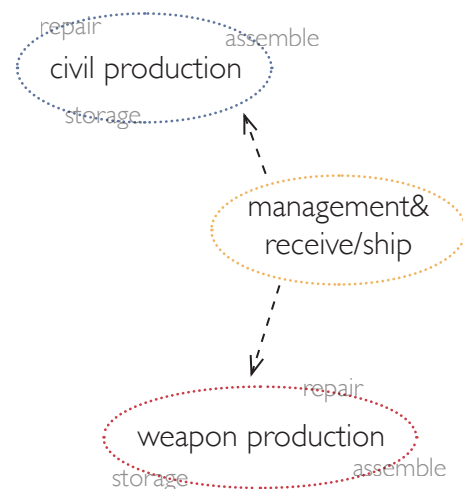 repair
assemble
civil production
storage
management&
receive/ship
repair
weapon production
assemble
storage